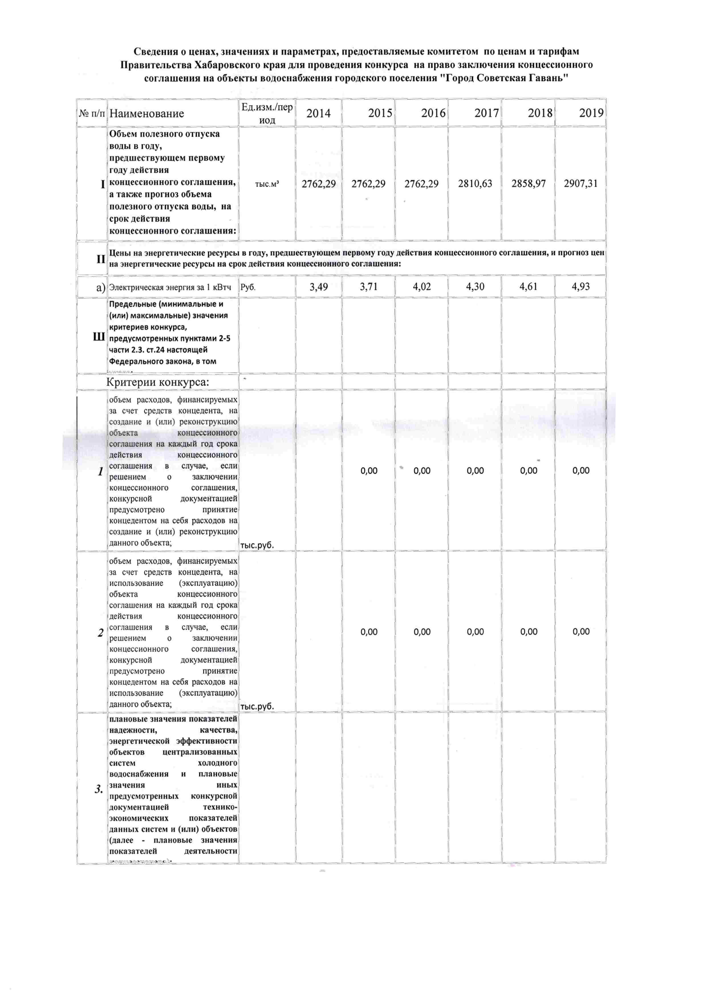 Сведения о ценах, значениях и параметрах, предоставляемые комитетом по ценам и тарифам
Правительства Хабаровского края для проведения конкурса на право заключения концессионного
соглашения на объекты водоснабжения городского поселения "Город Советская Гавань"
№ п/п Наименование Ед.изм./пер
иод 2014 2015 2016 2017 2018 2019
Объем полезного отпуска
воды в году,
предшествующем первому
году действия
I концессионного соглашения, тыс.м³ 2762,29 2762,29 2762,29 2810,63 2858,97 2907,31
а также прогноз объема
полезного отпуска воды, на
срок действия
концессионного соглашения:
II Цены на энергетические ресурсы в году, предшествующем первому году действия концессионного соглашения, и прогноз цен
на энергетические ресурсы на срок действия концессионного соглашения:
а) Электрическая энергия за 1 кВтч Руб. 3,49 3,71 4,02 4,30 4,61 4,93
Предельные (минимальные и
(или) максимальные) значения
критериев конкурса,
Ш предусмотренных пунктами 2-5
части 2.3. ст.24 настоящей
Федерального закона, в том
Критерии конкурса:
объем расходов, финансируемых
за счет средств концедента, на
создание и (или) реконструкцию
объекта концессионного
соглашения на каждый год срока
действия концессионного
соглашения в случае, если
1 решением о заключении 0,00 0,00 0,00 0,00 0,00
концессионного соглашения,
конкурсной документацией
предусмотрено принятие
концедентом на себя расходов на
создание и (или) реконструкцию
данного объекта; тыс.руб.
объем расходов, финансируемых
за счет средств концедента, на
использование (эксплуатацию)
объекта концессионного
соглашения на каждый год срока
действия концессионного
соглашения в случае, если
2 решением о заключении 0,00 0,00 0,00 0,00 0,00
концессионного соглашения,
конкурсной документацией
предусмотрено принятие
концедентом на себя расходов на
использование (эксплуатацию)
данного объекта; тыс.руб.
плановые значения показателей
надежности, качества,
энергетической эффективности
объектов централизованных
систем холодного
водоснабжения и плановые
3. значения иных
предусмотренных конкурсной
документацией технико-
экономических показателей
данных систем и (или) объектов
(далее - плановые значения
показателей деятельности